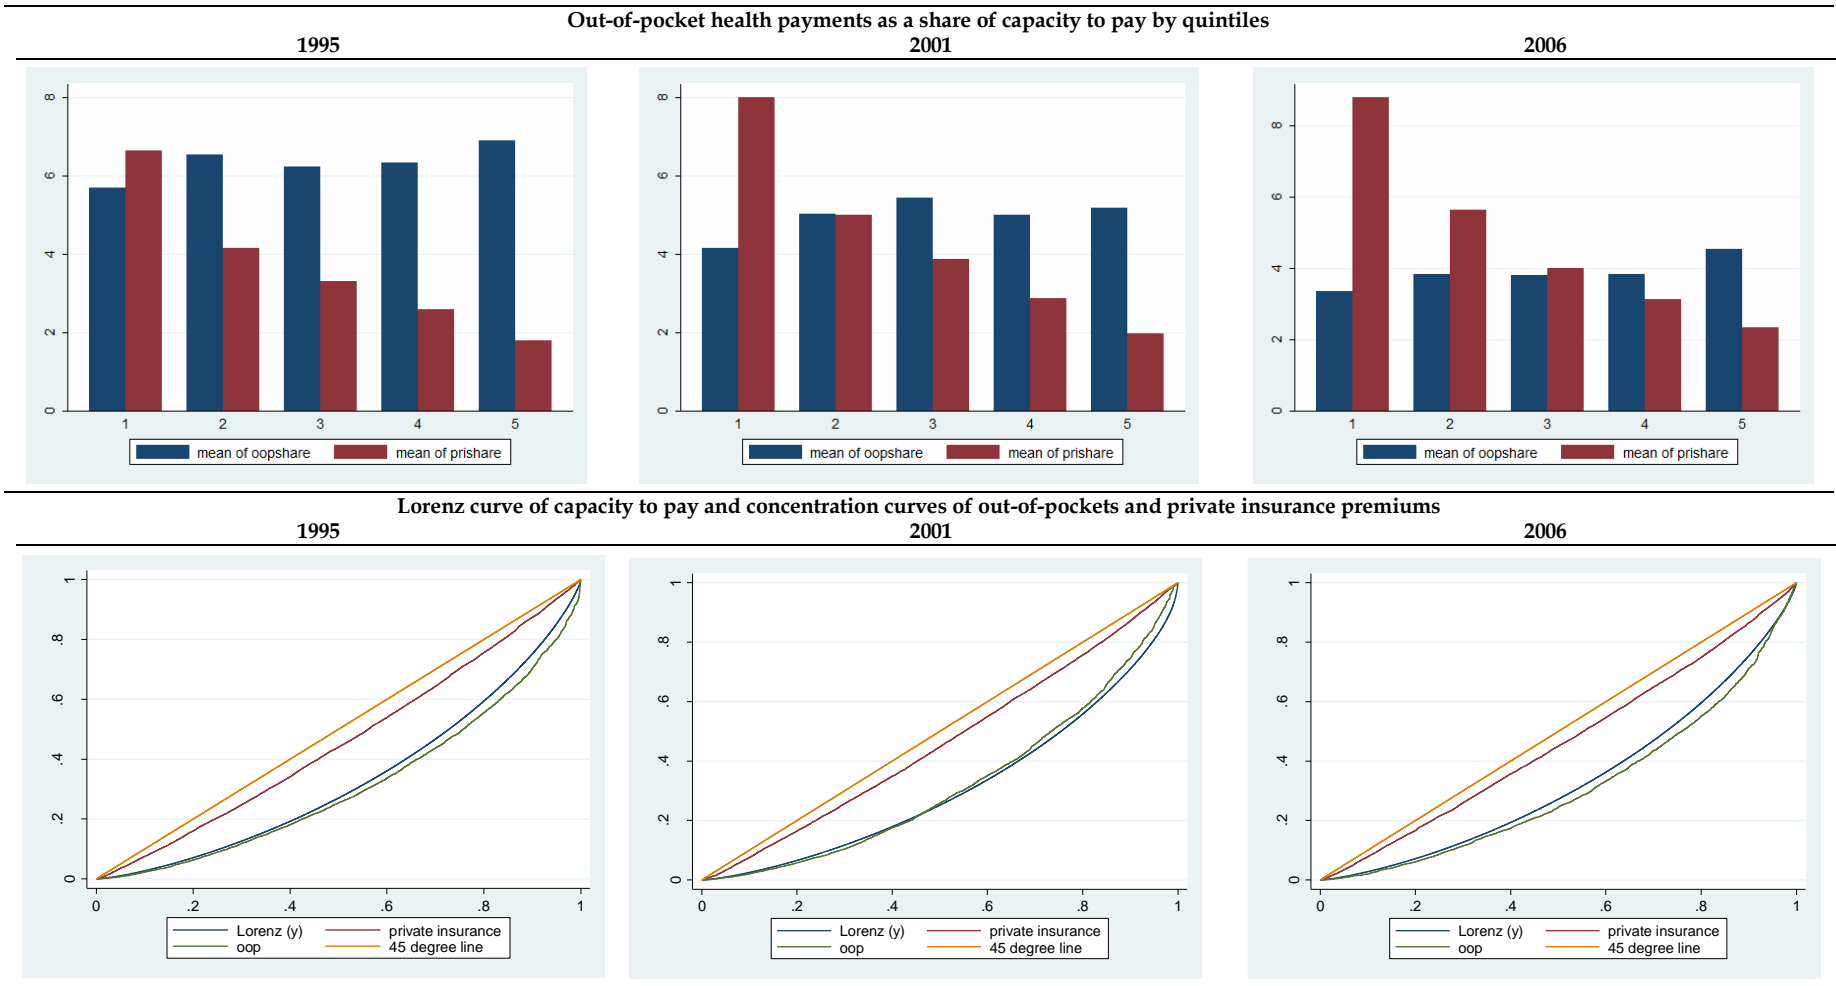 Out-of-pocket health payments as a share of capacity to pay by quintiles
1995 2001 2006
8
6
4
2
0
1 2 3 4 5
mean of oopshare mean of prishare
8
6
4
2
0
1 2 3 4 5
mean of oopshare mean of prishare
8
6
4
2
0
1 2 3 4 5
mean of oopshare mean of prishare
Lorenz curve of capacity to pay and concentration curves of out-of-pockets and private insurance premiums
1995 2001 2006
1
.8
.6
.4
.2
0
0 .2 .4 .6 .8 1
Lorenz (y) private insurance
oop 45 degree line
1
.8
.6
.4
.2
0
0 .2 .4 .6 .8 1
Lorenz (y) private insurance
oop 45 degree line
1
.8
.6
.4
.2
0
0 .2 .4 .6 .8 1
Lorenz (y) private insurance
oop 45 degree line